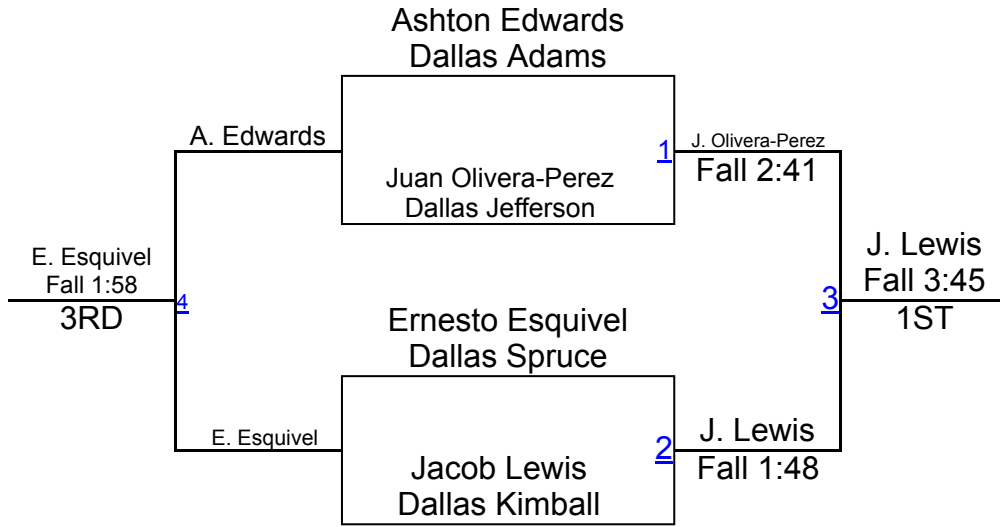 Ashton Edwards
Dallas Adams
A. Edwards
1
J. Olivera-Perez
Fall 2:41
Juan Olivera-Perez
Dallas Jefferson
E. Esquivel
Fall 1:58
3RD
4
J. Lewis
Fall 3:45
1ST
3
Ernesto Esquivel
Dallas Spruce
E. Esquivel
2
J. Lewis
Fall 1:48
Jacob Lewis
Dallas Kimball